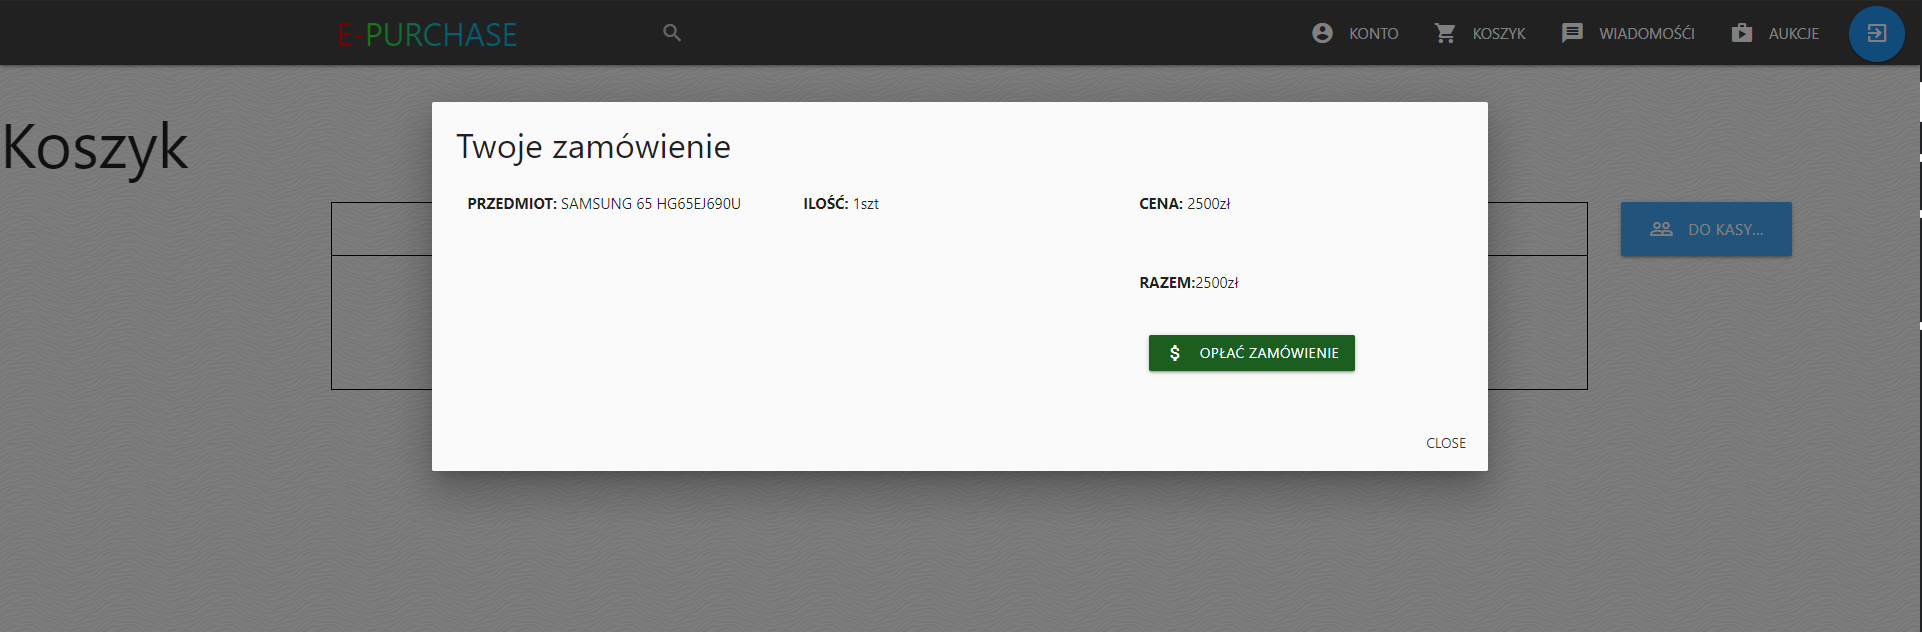 E-PURCHASE
KONTO
KOSZYK
WIADOMOŚĆI
AUKCJE
Koszyk
Twoje zamówienie
PRZEDMIOT: SAMSUNG 65 HG65EJ690U
ILOŚĆ: 1szt
CENA: 2500zł
DO KASY...
RAZEM:2500zł
$ OPŁAĆ ZAMÓWIENIE
CLOSE